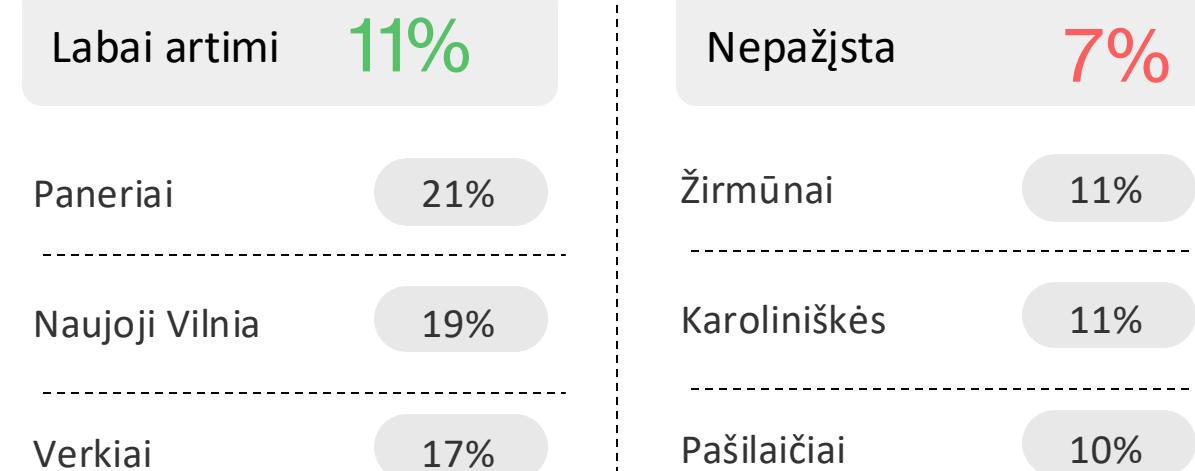 Labai artimi 11%
Paneriai 21%
Naujoji Vilnia 19%
Verkiai 17%
Nepažįsta 7%
Žirmūnai 11%
Karoliniškės 11%
Pašilaičiai 10%